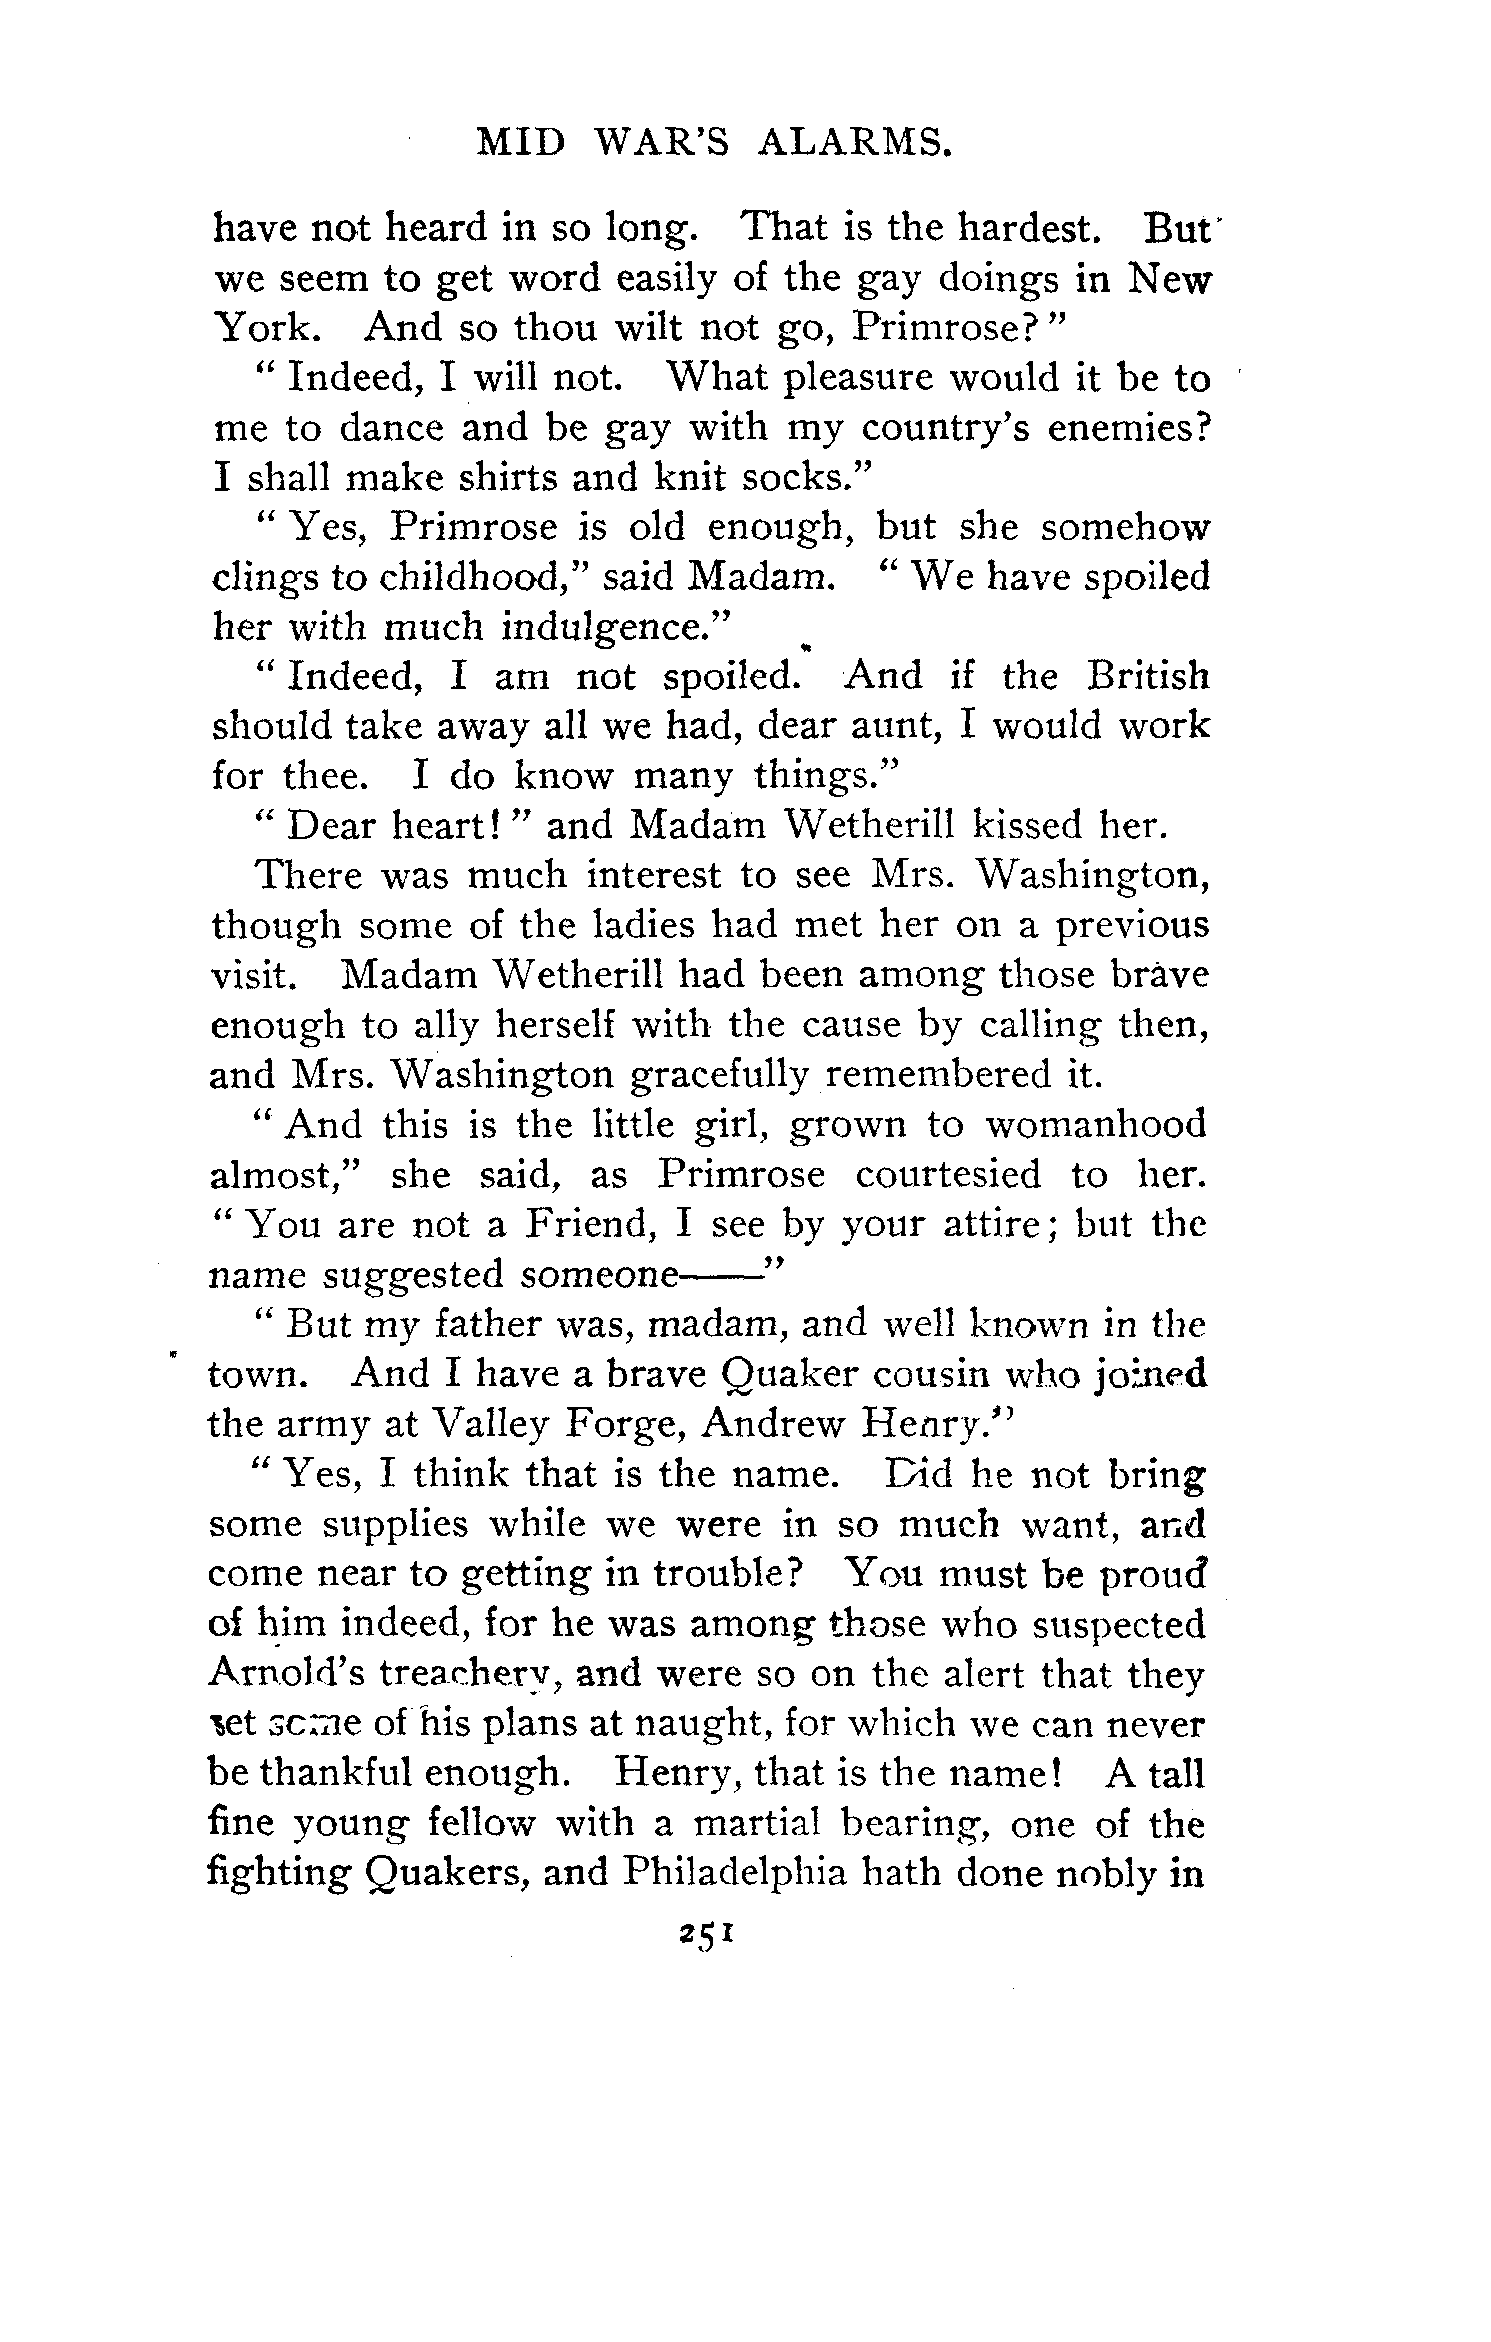 MID WAR'S ALARMS.
have not heard in so long. That is the hardest. But
we seem to get word easily of the gay doings in New
York. And so thou wilt not go, Primrose?"
"Indeed, I will not. What pleasure would it be to
me to dance and be gay with my country's enemies?
I shall make shirts and knit socks."
"Yes, Primrose is old enough, but she somehow
clings to childhood," said Madam. "We have spoiled
her with much indulgence."
"Indeed, I am not spoiled. And if the British
should take away all we had, dear aunt, I would work
for thee. I do know many things."
"Dear heart!" and Madam Wetherill kissed her.
There was much interest to see Mrs. Washington,
though some of the ladies had met her on a previous
visit. Madam Wetherill had been among those brave
enough to ally herself with the cause by calling then,
and Mrs. Washington gracefully remembered it.
"And this is the little girl, grown to womanhood
almost," she said, as Primrose courtesied to her.
"You are not a Friend, I see by your attire; but the
name suggested someone——"
"But my father was, madam, and well known in the
town. And I have a brave Quaker cousin who joined
the army at Valley Forge, Andrew Henry."
"Yes, I think that is the name. Did he not bring
some supplies while we were in so much want, and
come near to getting in trouble? You must be proud
of him indeed, for he was among those who suspected
Arnold's treachery, and were so on the alert that they
set some of his plans at naught, for which we can never
be thankful enough. Henry, that is the name! A tall
fine young fellow with a martial bearing, one of the
fighting Quakers, and Philadelphia hath done nobly in
251